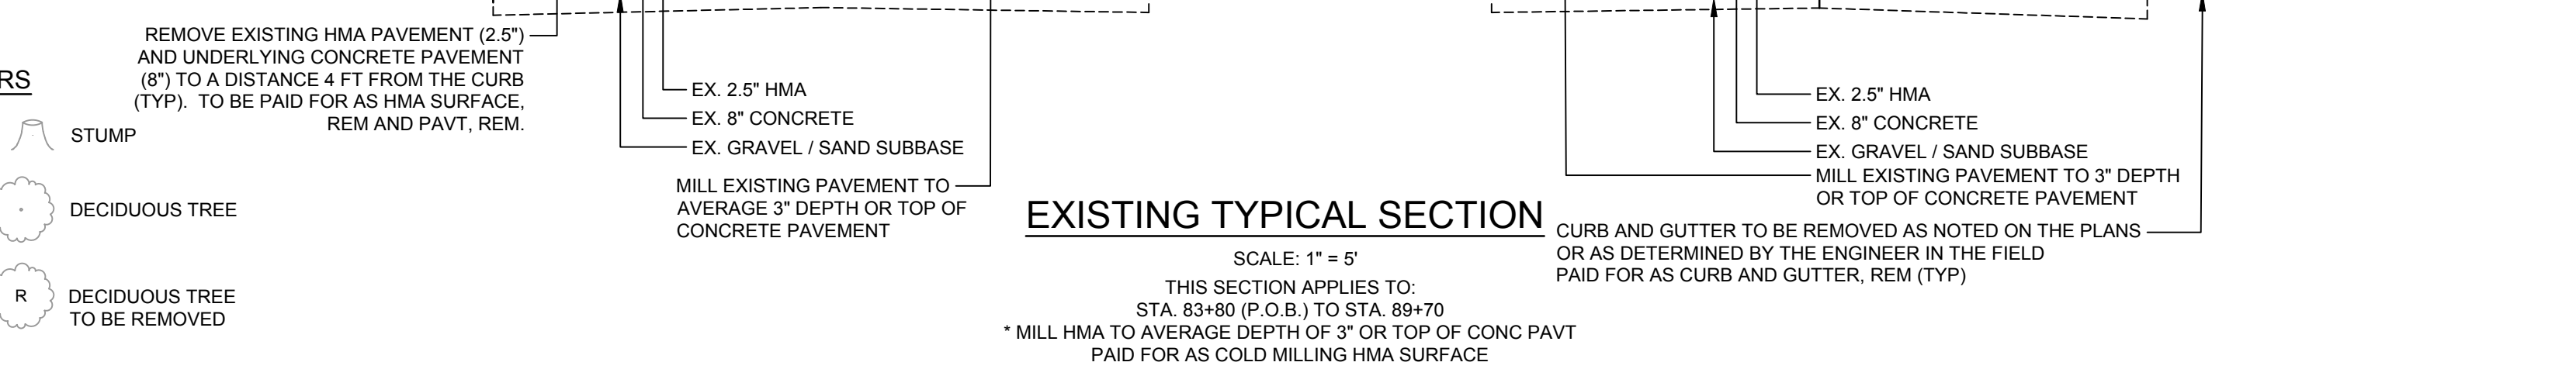 RS
STUMP
DECIDUOUS TREE
R
DECIDUOUS TREE
TO BE REMOVED
REMOVE EXISTING HMA PAVEMENT (2.5")
AND UNDERLYING CONCRETE PAVEMENT
(8") TO A DISTANCE 4 FT FROM THE CURB
(TYP). TO BE PAID FOR AS HMA SURFACE,
REM AND PAVT, REM.
EX. 2.5" HMA
EX. 8" CONCRETE
EX. GRAVEL / SAND SUBBASE
MILL EXISTING PAVEMENT TO
AVERAGE 3" DEPTH OR TOP OF
CONCRETE PAVEMENT
EXISTING TYPICAL SECTION
SCALE: 1" = 5'
THIS SECTION APPLIES TO:
STA. 83+80 (P.O.B.) TO STA. 89+70
* MILL HMA TO AVERAGE DEPTH OF 3" OR TOP OF CONC PAVT
PAID FOR AS COLD MILLING HMA SURFACE
EX. 2.5" HMA
EX. 8" CONCRETE
EX. GRAVEL / SAND SUBBASE
MILL EXISTING PAVEMENT TO 3" DEPTH
OR TOP OF CONCRETE PAVEMENT
CURB AND GUTTER TO BE REMOVED AS NOTED ON THE PLANS
OR AS DETERMINED BY THE ENGINEER IN THE FIELD
PAID FOR AS CURB AND GUTTER, REM (TYP)